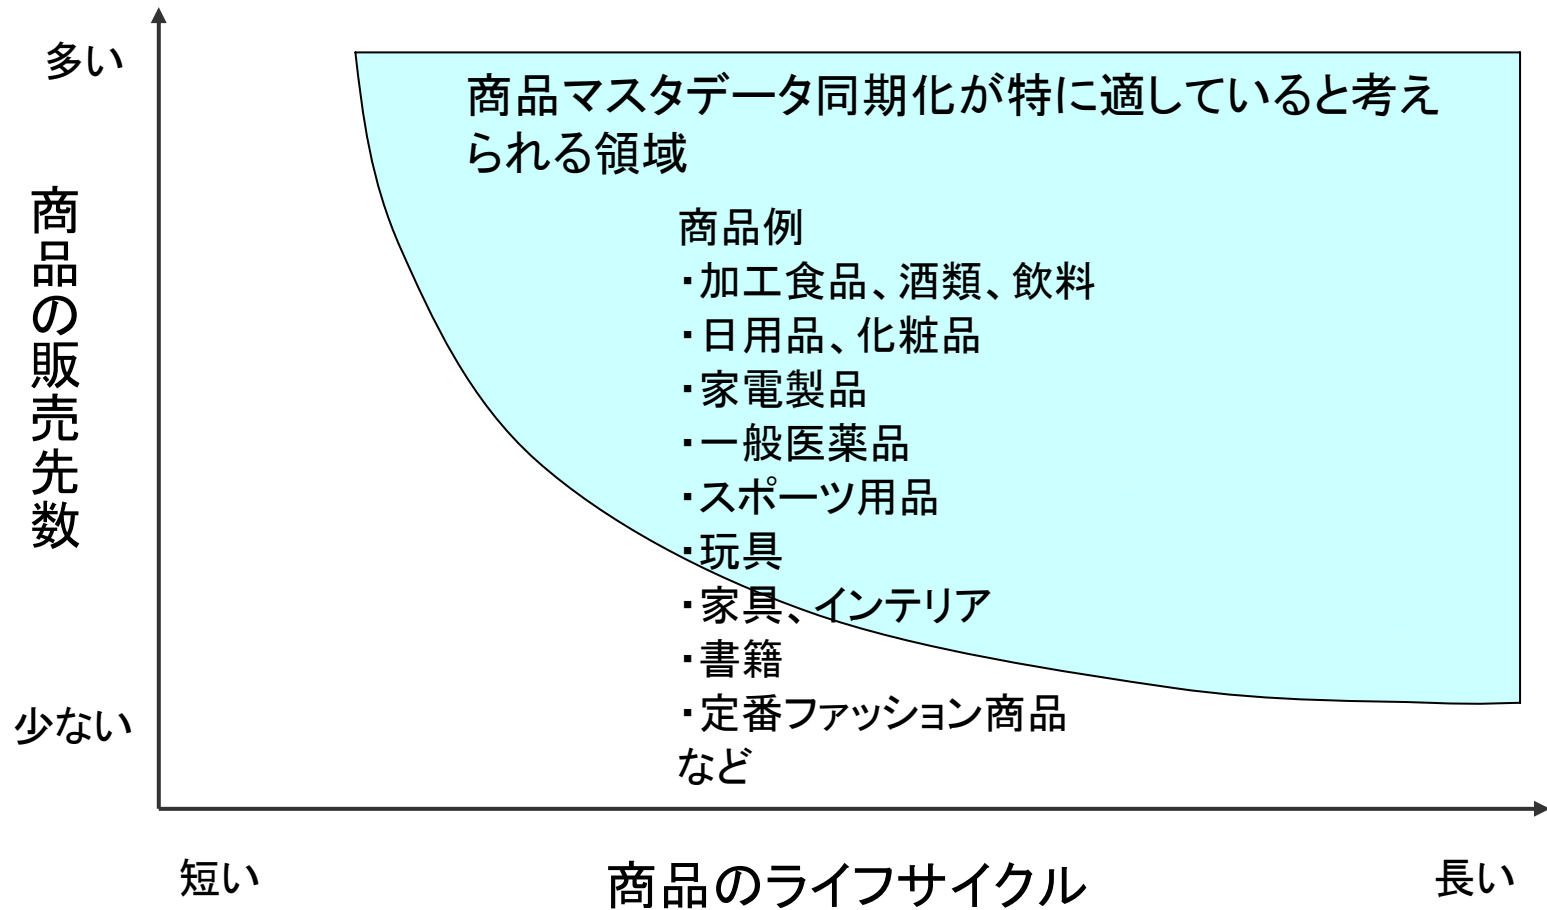 多い
商品マスタデータ同期化が特に適していると考え
られる領域
商品の販売先数
商品例
・加工食品、酒類、飲料
・日用品、化粧品
・家電製品
・一般医薬品
・スポーツ用品
・玩具
・家具、インテリア
・書籍
・定番ファッション商品
など
少ない
短い
商品のライフサイクル
長い